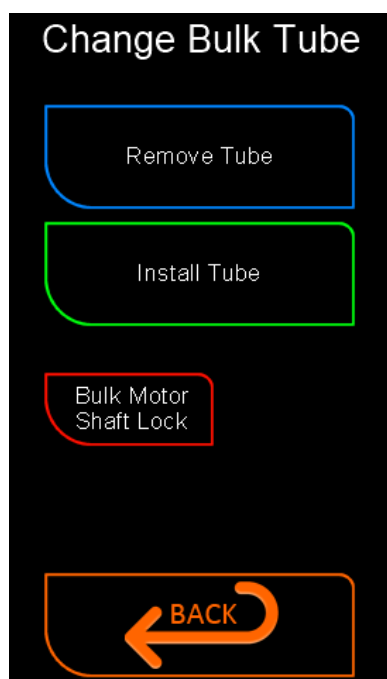 Change Bulk Tube
Remove Tube
Install Tube
Bulk Motor
Shaft Lock
BACK